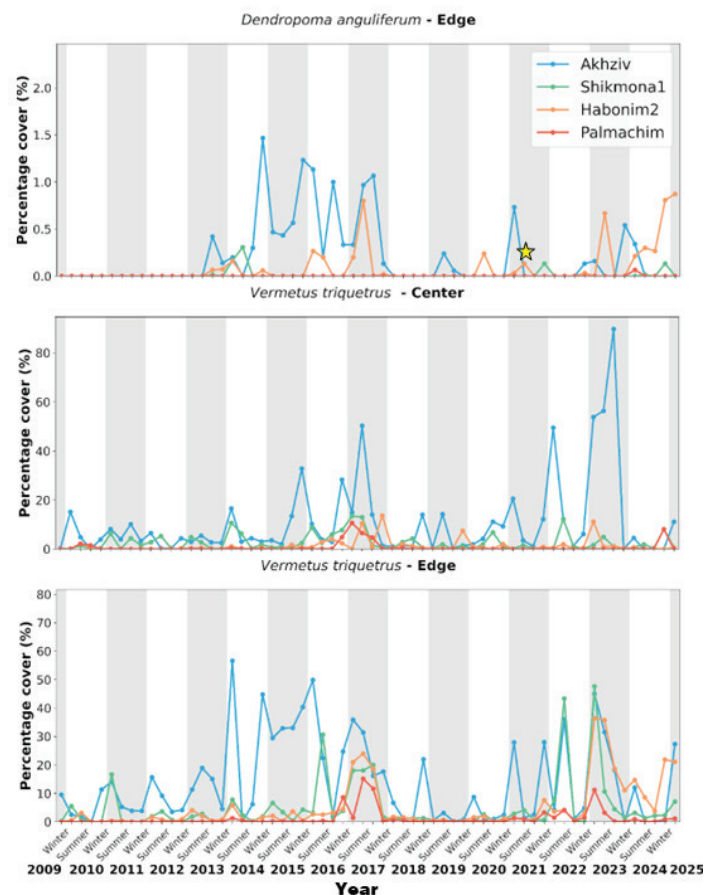 Dendropoma anguliferum - Edge
Akhziv
Shikmona1
Habonim2
Palmachim
Percentage cover (%)
2.0
1.5
1.0
0.5
0.0
Vermetus triquetrus - Center
Percentage cover (%)
80
60
40
20
0
Vermetus triquetrus - Edge
Percentage cover (%)
80
70
60
50
40
30
20
10
0
Winter Summer Winter Summer Winter Summer Winter Summer Winter Summer Winter Summer Winter Summer Winter Summer Winter Summer Winter Summer Winter Summer Winter Summer Winter Summer Winter Summer Winter Summer Winter
2009 2010 2011 2012 2013 2014 2015 2016 2017 2018 2019 2020 2021 2022 2023 2024 2025
Year